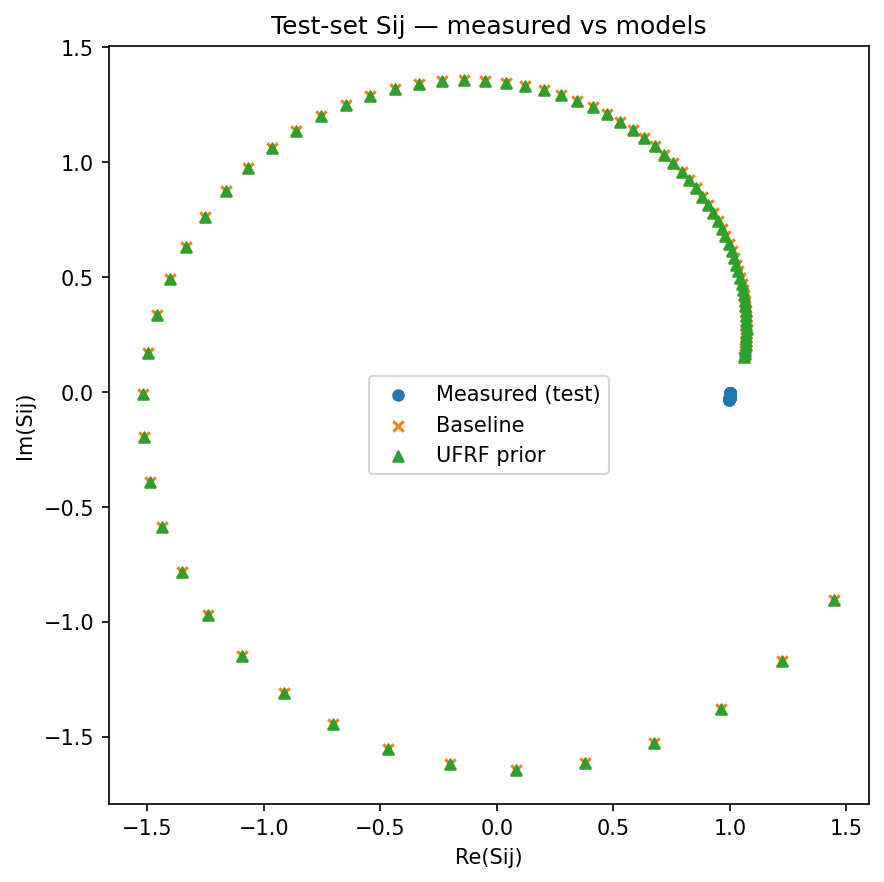 Test-set Sij — measured vs models
1.5
1.0
0.5
0.0
−0.5
−1.0
−1.5
Im(Sij)
Measured (test)
Baseline
UFRF prior
−1.5 −1.0 −0.5 0.0 0.5 1.0 1.5
Re(Sij)